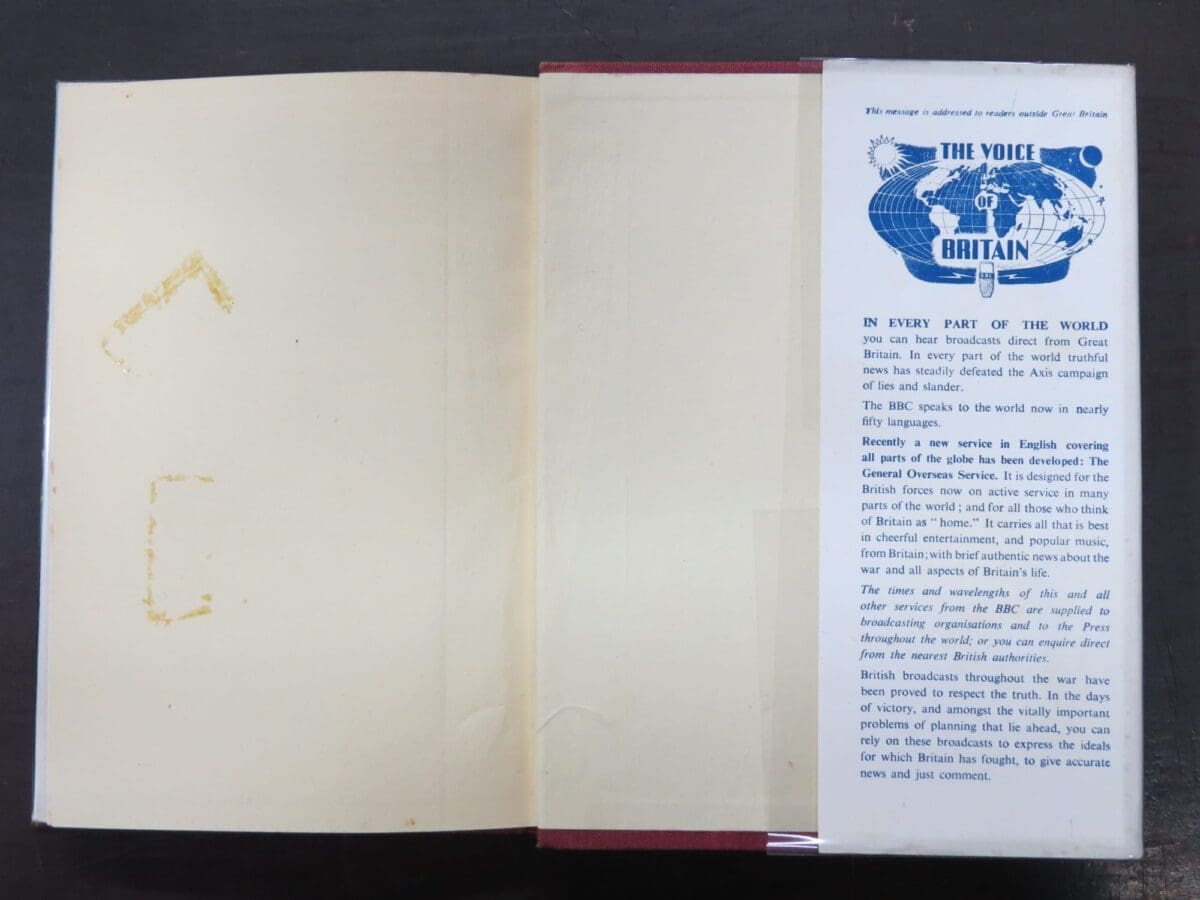 This message is addressed to readers outside Great Britain
THE VOICE
OF
BRITAIN
BBC
IN EVERY PART OF THE WORLD
you can hear broadcasts direct from Great
Britain. In every part of the world truthful
news has steadily defeated the Axis campaign
of lies and slander.
The BBC speaks to the world now in nearly
fifty languages.
Recently a new service in English covering
all parts of the globe has been developed: The
General Overseas Service. It is designed for the
British forces now on active service in many
parts of the world ; and for all those who think
of Britain as " home." It carries all that is best
in cheerful entertainment, and popular music,
from Britain; with brief authentic news about the
war and all aspects of Britain's life.
The times and wavelengths of this and all
other services from the BBC are supplied to
broadcasting organisations and to the Press
throughout the world; or you can enquire direct
from the nearest British authorities.
British broadcasts throughout the war have
been proved to respect the truth. In the days
of victory, and amongst the vitally important
problems of planning that lie ahead, you can
rely on these broadcasts to express the ideals
for which Britain has fought, to give accurate
news and just comment.